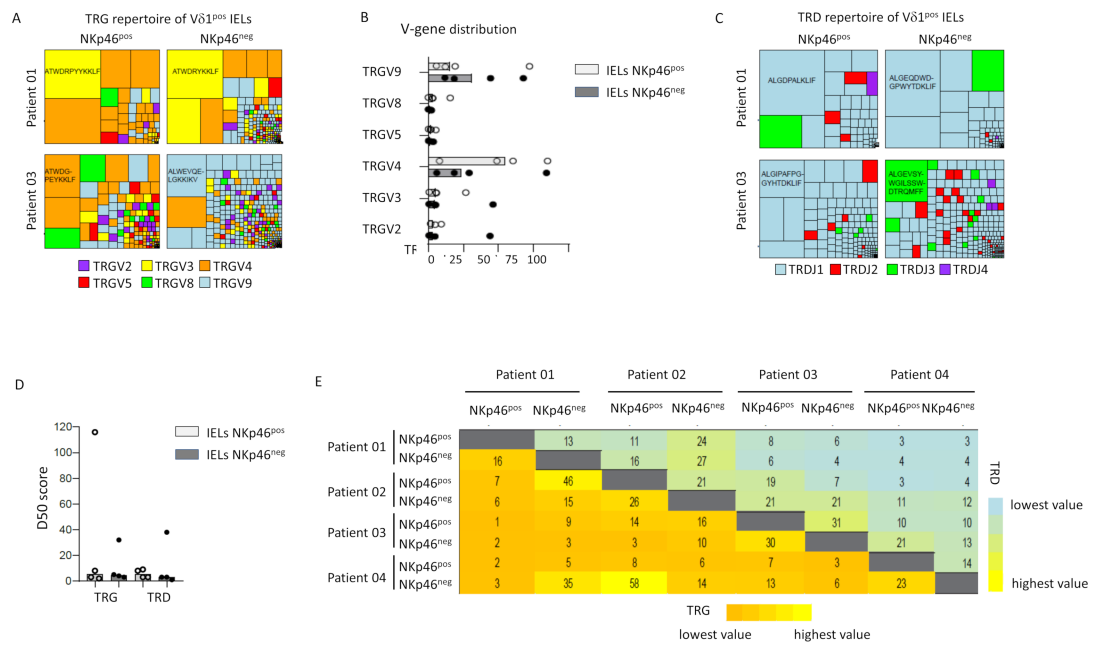 A
TRG repertoire of Vδ1pos IELs
NKp46pos NKp46neg
Patient 01
ATWDRPYYKKLF
ATWDRYKKLF
Patient 03
ATWDG-
PEYKKLF
ALWEVQE-
LGKKIKV
TRGV2 TRGV3 TRGV4
TRGV5 TRGV8 TRGV9
B
V-gene distribution
TRGV9
TRGV8
TRGV5
TRGV4
TRGV3
TRGV2
TF
0 25 50 75 100
IELs NKp46pos
IELs NKp46neg
C
TRD repertoire of Vδ1pos IELs
NKp46pos NKp46neg
Patient 01
ALGDPALKLIF
ALGEQDWD-
GPWYTDKLIF
Patient 03
ALGIPAFPG-
GYHTDKLIF
ALGEVSY-
WGILSSW-
DTRQMFF
TRDJ1 TRDJ2 TRDJ3 TRDJ4
D
D50 score
120
100
80
60
40
20
0
TRG TRD
IELs NKp46pos
IELs NKp46neg
E
Patient 01 Patient 02 Patient 03 Patient 04
NKp46pos NKp46neg NKp46pos NKp46neg NKp46pos NKp46neg NKp46pos NKp46neg
Patient 01
NKp46pos 13 11 24 8 6 3 3
NKp46neg 16 16 27 6 4 4 4
Patient 02
NKp46pos 7 46 21 19 7 3 4
NKp46neg 6 15 26 21 21 11 12
Patient 03
NKp46pos 1 9 14 16 31 10 10
NKp46neg 2 3 3 10 30 21 13
Patient 04
NKp46pos 2 5 8 6 7 3 14
NKp46neg 3 35 58 14 13 6 23
TRD
lowest value
highest value
TRG
lowest value highest value